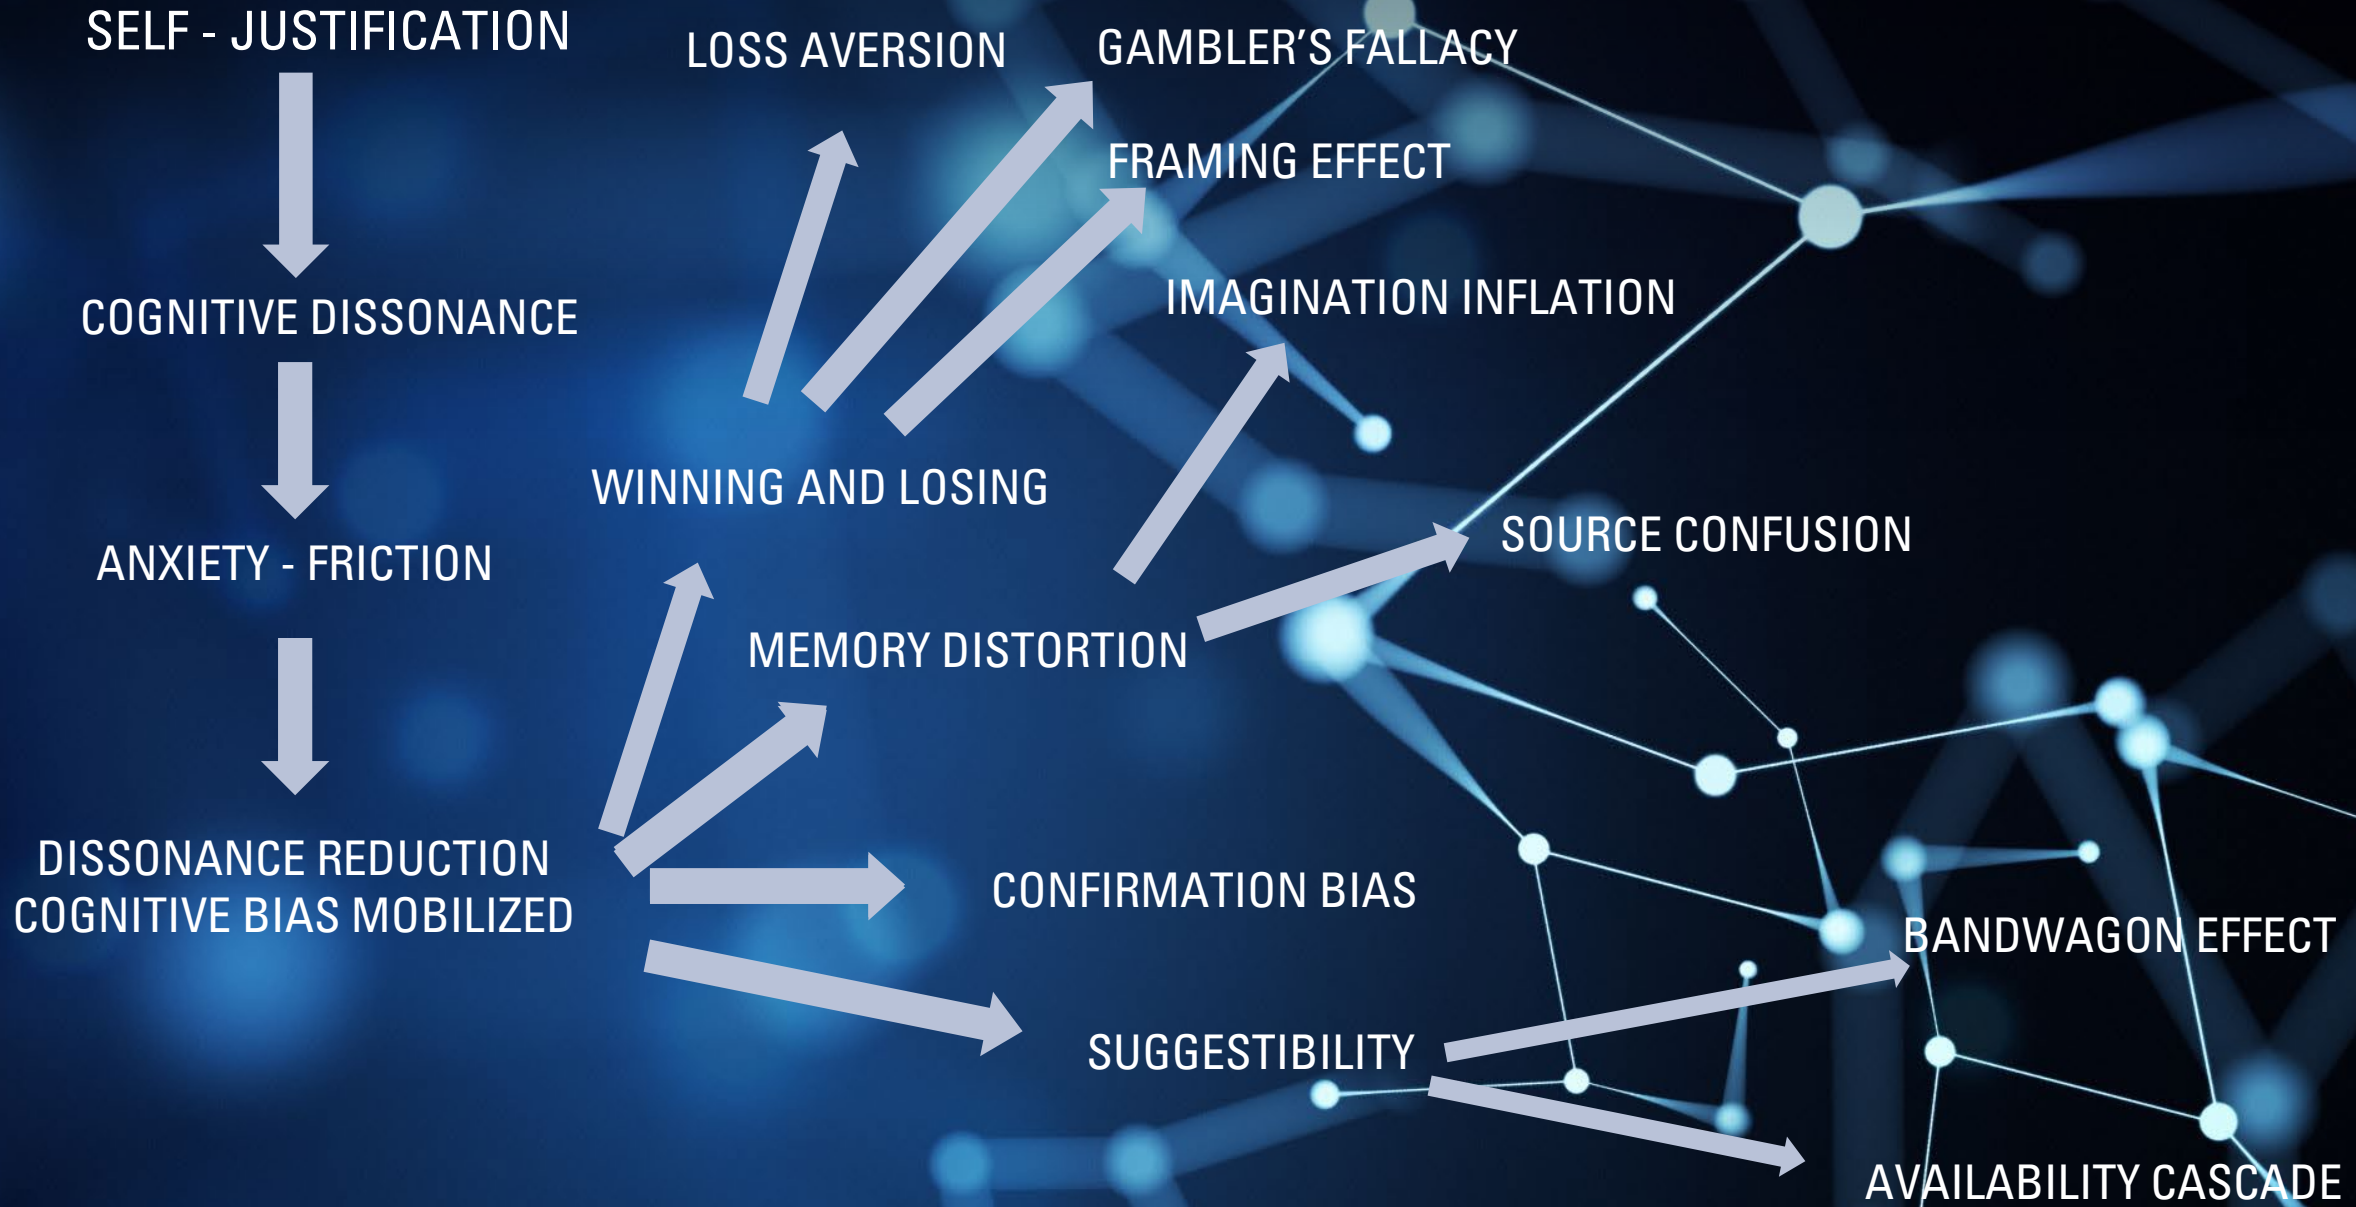 SELF - JUSTIFICATION
LOSS AVERSION
GAMBLER'S FALLACY
FRAMING EFFECT
IMAGINATION INFLATION
COGNITIVE DISSONANCE
WINNING AND LOSING
SOURCE CONFUSION
ANXIETY - FRICTION
MEMORY DISTORTION
DISSONANCE REDUCTION
COGNITIVE BIAS MOBILIZED
CONFIRMATION BIAS
BANDWAGON EFFECT
SUGGESTIBILITY
AVAILABILITY CASCADE